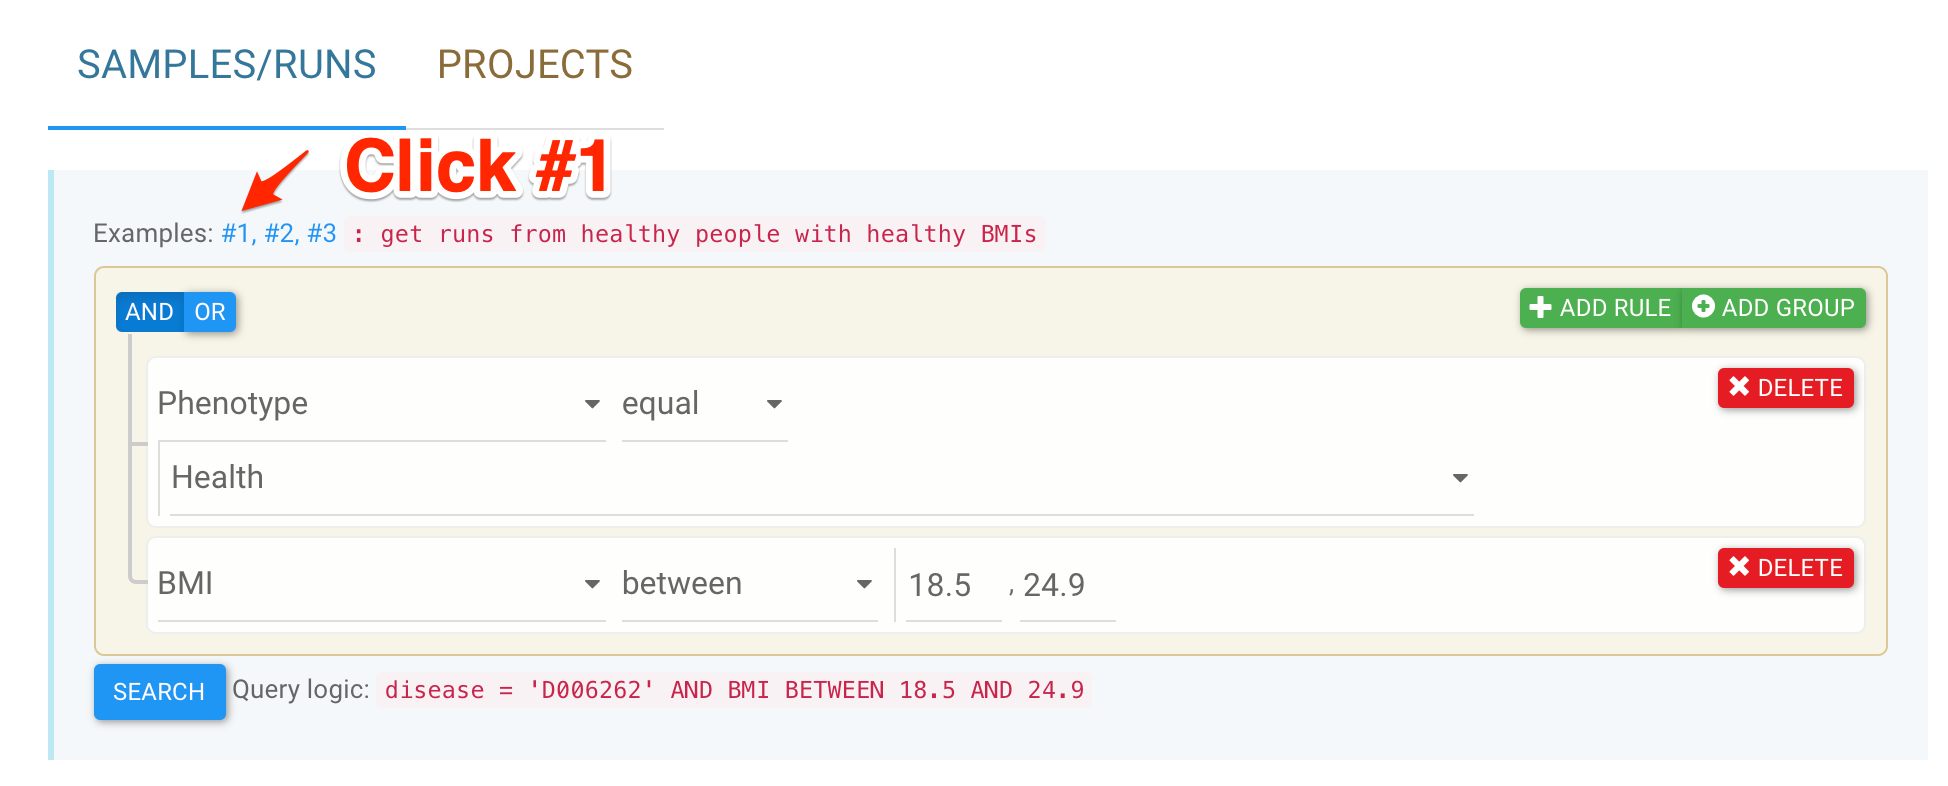 SAMPLES/RUNS PROJECTS
Click #1
Examples: #1, #2, #3 : get runs from healthy people with healthy BMIs
AND OR ADD RULE ADD GROUP
Phenotype equal DELETE
Health
BMI between 18.5 , 24.9 DELETE
SEARCH Query logic: disease = 'D006262' AND BMI BETWEEN 18.5 AND 24.9